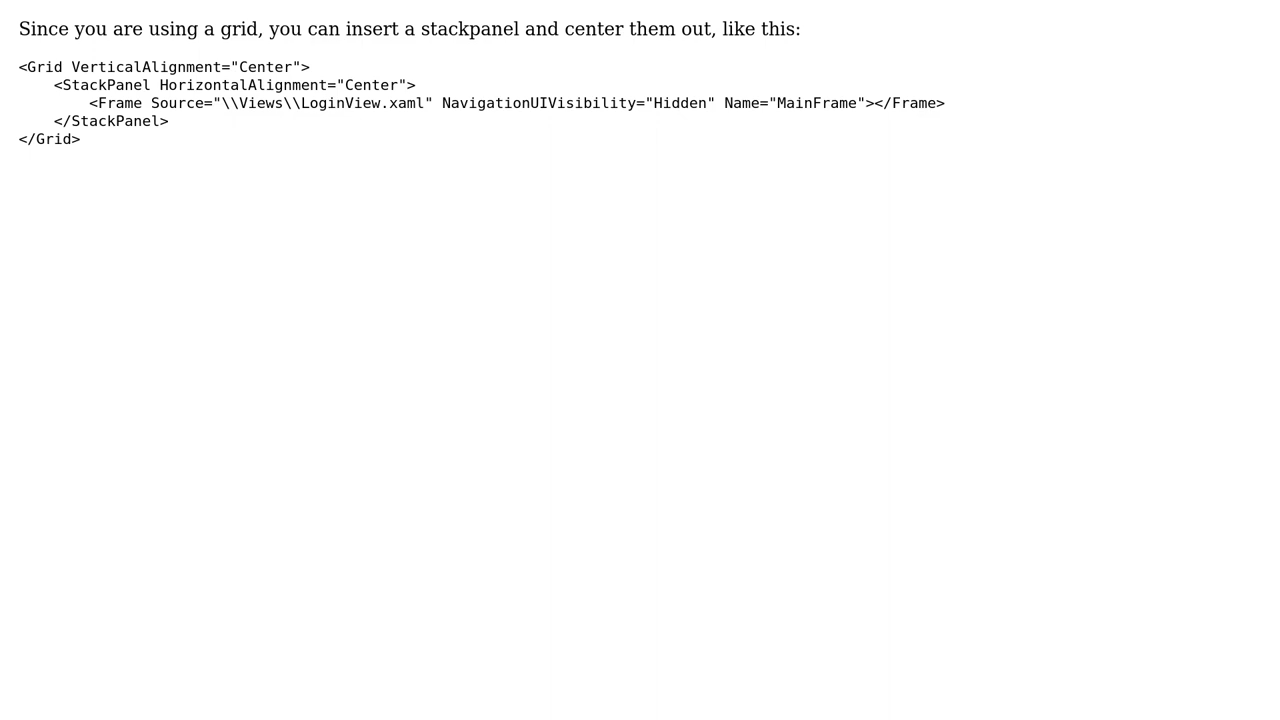 Since you are using a grid, you can insert a stackpanel and center them out, like this:
<Grid VerticalAlignment="Center">
    <StackPanel HorizontalAlignment="Center">
        <Frame Source="\\Views\\LoginView.xaml" NavigationUIVisibility="Hidden" Name="MainFrame"></Frame>
    </StackPanel>
</Grid>